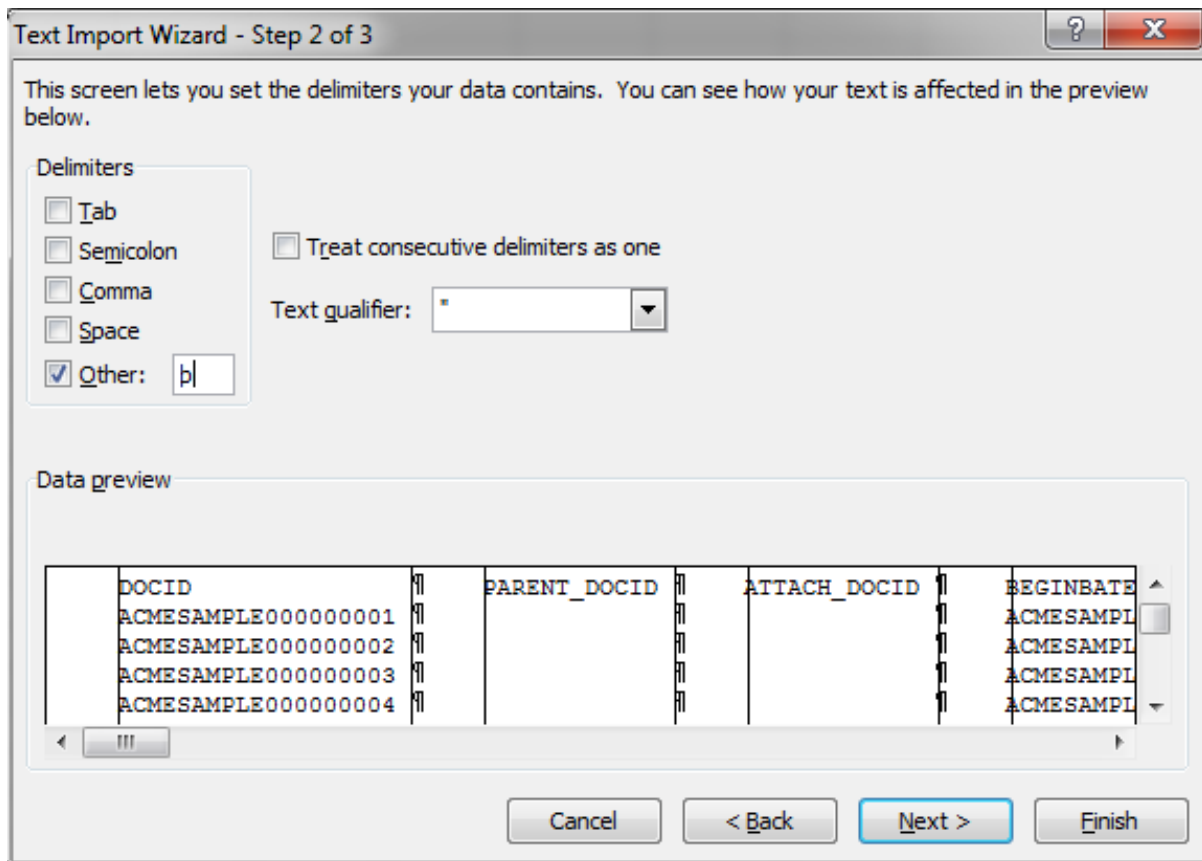 Text Import Wizard - Step 2 of 3
?
X
This screen lets you set the delimiters your data contains.  You can see how your text is affected in the preview
below.
Delimiters
Tab
Semicolon
Treat consecutive delimiters as one
Comma
Text qualifier: "
Space
Other: þ
Data preview
DOCID ¶ PARENT_DOCID ¶ ATTACH_DOCID ¶ BEGINBATE
ACMESAMPLE000000001 ¶ ¶ ¶ ACMESAMPL
ACMESAMPLE000000002 ¶ ¶ ¶ ACMESAMPL
ACMESAMPLE000000003 ¶ ¶ ¶ ACMESAMPL
ACMESAMPLE000000004 ¶ ¶ ¶ ACMESAMPL
Cancel < Back Next > Finish